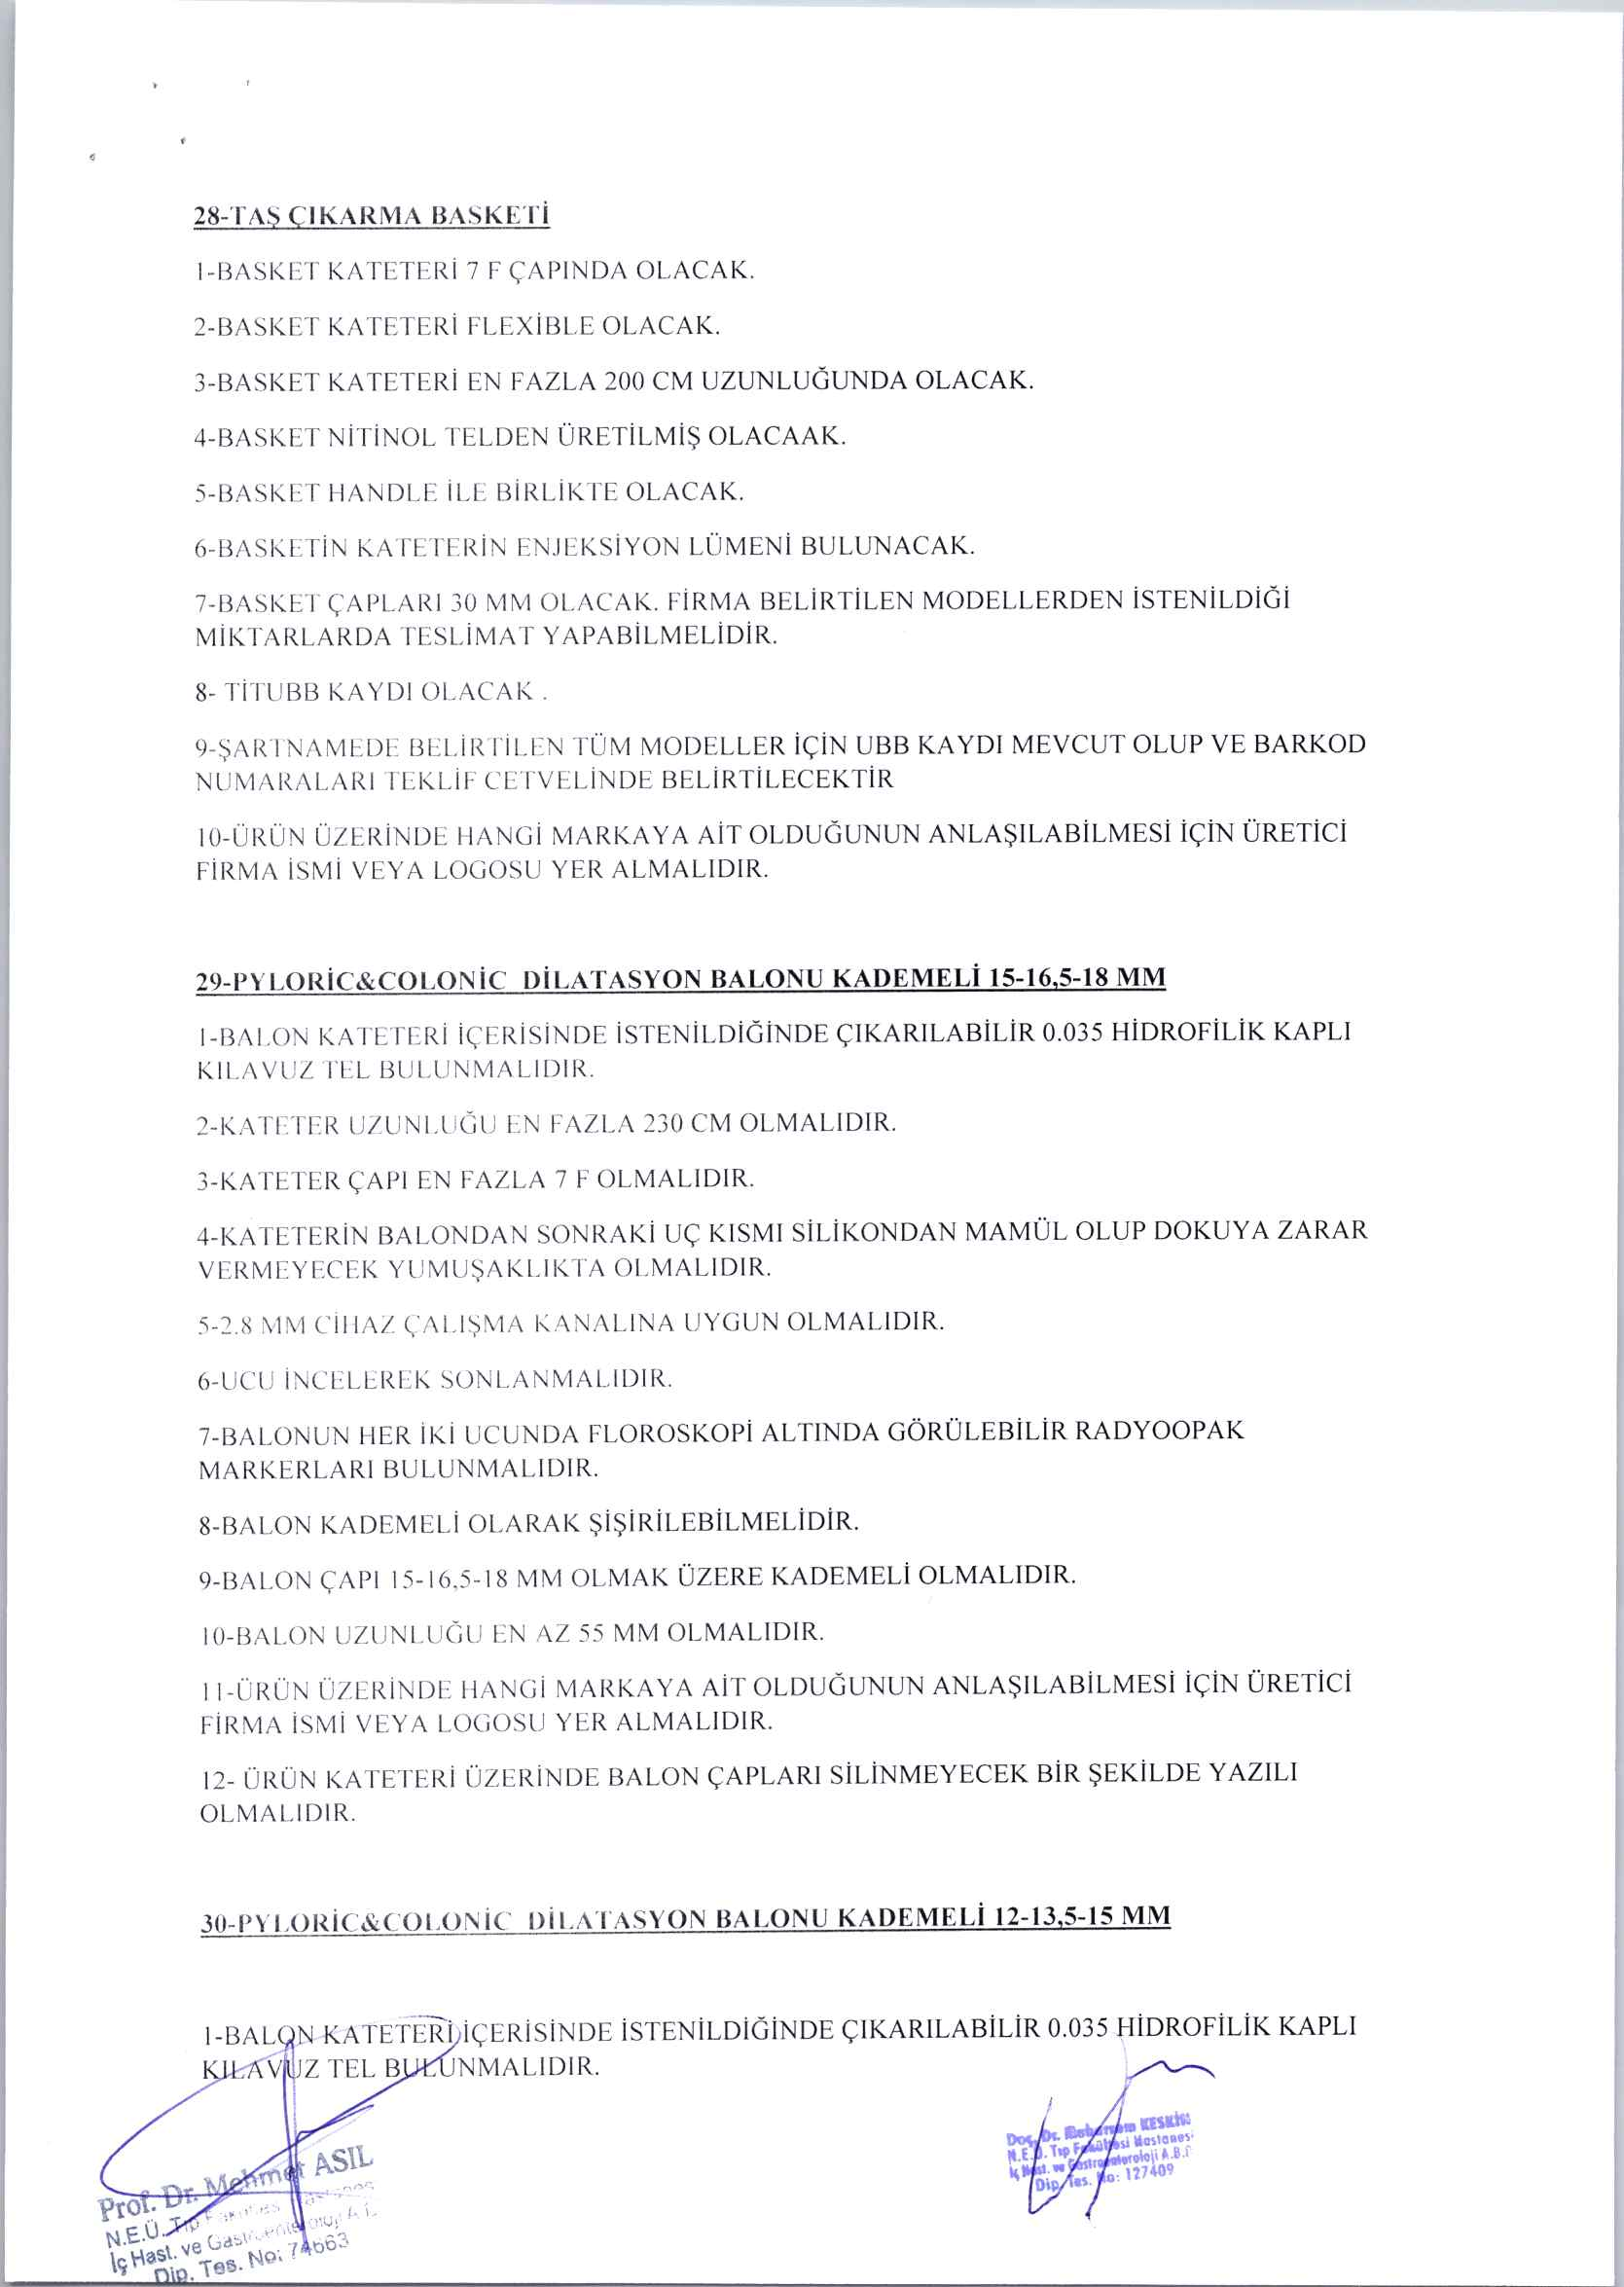 28-TAŞ ÇIKARMA BASKETİ
1-BASKET KATETERİ 7 F ÇAPINDA OLACAK.
2-BASKET KATETERİ FLEXİBLE OLACAK.
3-BASKET KATETERİ EN FAZLA 200 CM UZUNLUĞUNDA OLACAK.
4-BASKET NİTİNOL TELDEN ÜRETİLMİŞ OLACAAK.
5-BASKET HANDLE İLE BİRLİKTE OLACAK.
6-BASKETİN KATETERİN ENJEKSİYON LÜMENİ BULUNACAK.
7-BASKET ÇAPLARI 30 MM OLACAK. FİRMA BELİRTİLEN MODELLERDEN İSTENİLDİĞİ
MİKTARLARDA TESLİMAT YAPABİLMELİDİR.
8- TİTUBB KAYDI OLACAK .
9-ŞARTNAMEDE BELİRTİLEN TÜM MODELLER İÇİN UBB KAYDI MEVCUT OLUP VE BARKOD
NUMARALARI TEKLİF CETVELİNDE BELİRTİLECEKTİR
10-ÜRÜN ÜZERİNDE HANGİ MARKAYA AİT OLDUĞUNUN ANLAŞILABİLMESİ İÇİN ÜRETİCİ
FİRMA İSMİ VEYA LOGOSU YER ALMALIDIR.
29-PYLORİC&COLONİC DİLATASYON BALONU KADEMELİ 15-16,5-18 MM
1-BALON KATETERİ İÇERİSİNDE İSTENİLDİĞİNDE ÇIKARILABİLİR 0.035 HİDROFİLİK KAPLI
KILAVUZ TEL BULUNMALIDIR.
2-KATETER UZUNLUĞU EN FAZLA 230 CM OLMALIDIR.
3-KATETER ÇAPI EN FAZLA 7 F OLMALIDIR.
4-KATETERİN BALONDAN SONRAKİ UÇ KISMI SİLİKONDAN MAMÜL OLUP DOKUYA ZARAR
VERMEYECEK YUMUŞAKLIKTA OLMALIDIR.
5-2.8 MM CİHAZ ÇALIŞMA KANALINA UYGUN OLMALIDIR.
6-UCU İNCELEREK SONLANMALIDIR.
7-BALONUN HER İKİ UCUNDA FLOROSKOPİ ALTINDA GÖRÜLEBİLİR RADYOOPAK
MARKERLARI BULUNMALIDIR.
8-BALON KADEMELİ OLARAK ŞİŞİRİLEBİLMELİDİR.
9-BALON ÇAPI 15-16,5-18 MM OLMAK ÜZERE KADEMELİ OLMALIDIR.
10-BALON UZUNLUĞU EN AZ 55 MM OLMALIDIR.
11-ÜRÜN ÜZERİNDE HANGİ MARKAYA AİT OLDUĞUNUN ANLAŞILABİLMESİ İÇİN ÜRETİCİ
FİRMA İSMİ VEYA LOGOSU YER ALMALIDIR.
12- ÜRÜN KATETERİ ÜZERİNDE BALON ÇAPLARI SİLİNMEYECEK BİR ŞEKİLDE YAZILI
OLMALIDIR.
30-PYLORİC&COLONİC DİLATASYON BALONU KADEMELİ 12-13,5-15 MM
1-BALON KATETERİ İÇERİSİNDE İSTENİLDİĞİNDE ÇIKARILABİLİR 0.035 HİDROFİLİK KAPLI
KILAVUZ TEL BULUNMALIDIR.
Prof. Dr. Mehmet ASIL
N.E.Ü. Tıp
İç Hast. ve Gastroenteroloji
Dip. Tes. No: 74663
Doç. Dr. Muharrem KESKİN
N.E.Ü. Tıp Fakültesi Hastanesi
İç Hast. ve Gastroenteroloji A.B.D
Dip. Tes. No: 127409